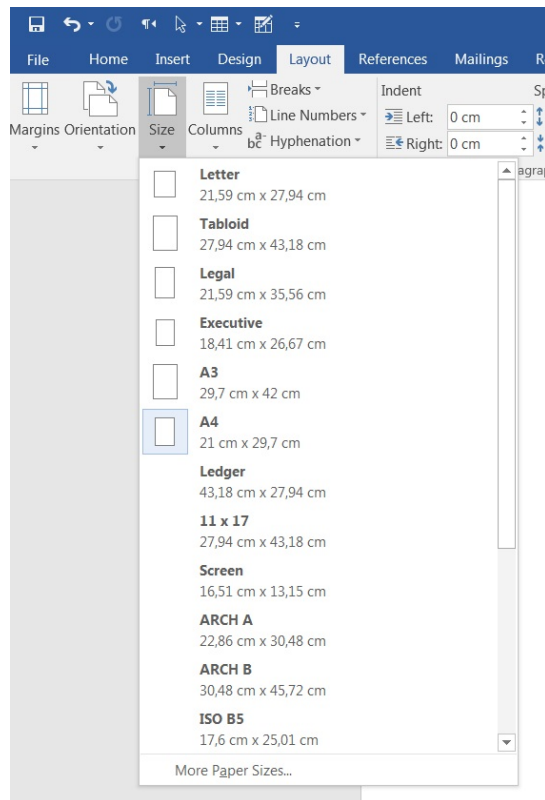 File Home Insert Design Layout References Mailings R
Margins Orientation Size Columns
Breaks
Line Numbers
Hyphenation
Indent
Left: 0 cm
Right: 0 cm
Sp
agrap
Letter
21,59 cm x 27,94 cm
Tabloid
27,94 cm x 43,18 cm
Legal
21,59 cm x 35,56 cm
Executive
18,41 cm x 26,67 cm
A3
29,7 cm x 42 cm
A4
21 cm x 29,7 cm
Ledger
43,18 cm x 27,94 cm
11 x 17
27,94 cm x 43,18 cm
Screen
16,51 cm x 13,15 cm
ARCH A
22,86 cm x 30,48 cm
ARCH B
30,48 cm x 45,72 cm
ISO B5
17,6 cm x 25,01 cm
More Paper Sizes...